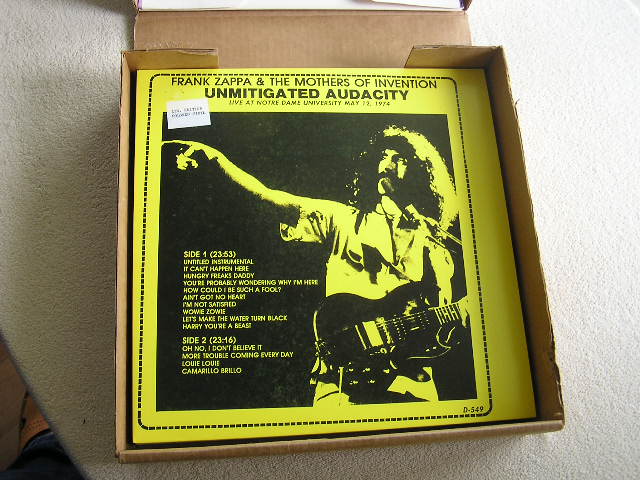 FRANK ZAPPA & THE MOTHERS OF INVENTION
UNMITIGATED AUDACITY
LIVE AT NOTRE DAME UNIVERSITY MAY 12, 1974
LTD. EDITION
COLORED VINYL
SIDE 1 (23:53)
UNTITLED INSTRUMENTAL
IT CAN'T HAPPEN HERE
HUNGRY FREAKS DADDY
YOU'RE PROBABLY WONDERING WHY I'M HERE
HOW COULD I BE SUCH A FOOL?
AIN'T GOT NO HEART
I'M NOT SATISFIED
WOWIE ZOWIE
LET'S MAKE THE WATER TURN BLACK
HARRY YOU'RE A BEAST
SIDE 2 (23:16)
OH NO, I DON'T BELIEVE IT
MORE TROUBLE COMING EVERY DAY
LOUIE LOUIE
CAMARILLO BRILLO
D-549